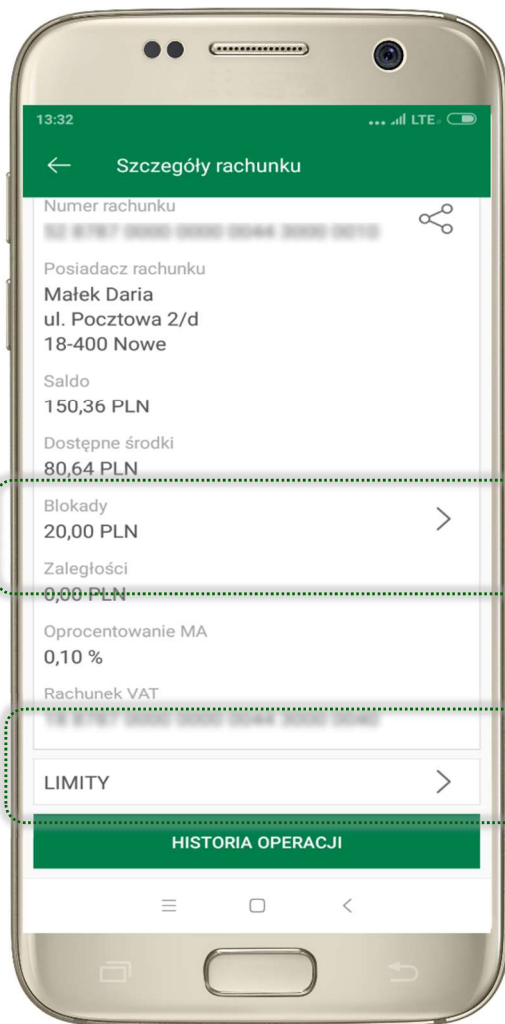 13:32
LTE
Szczegóły rachunku
Numer rachunku
Posiadacz rachunku
Małek Daria
ul. Pocztowa 2/d
18-400 Nowe
Saldo
150,36 PLN
Dostępne środki
80,64 PLN
Blokady
20,00 PLN
Zaległości
0,00 PLN
Oprocentowanie MA
0,10 %
Rachunek VAT
LIMITY
HISTORIA OPERACJI